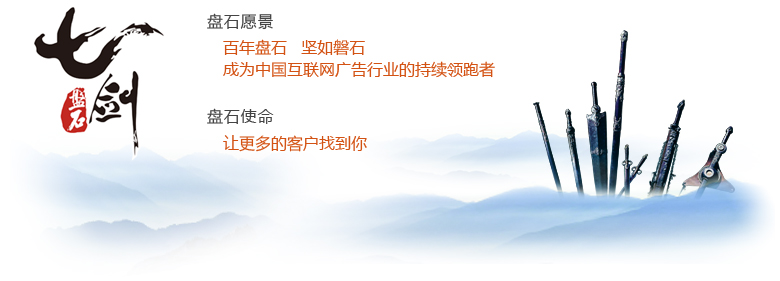 七剑
盘石
盘石愿景
百年盘石 坚如磐石
成为中国互联网广告行业的持续领跑者
盘石使命
让更多的客户找到你